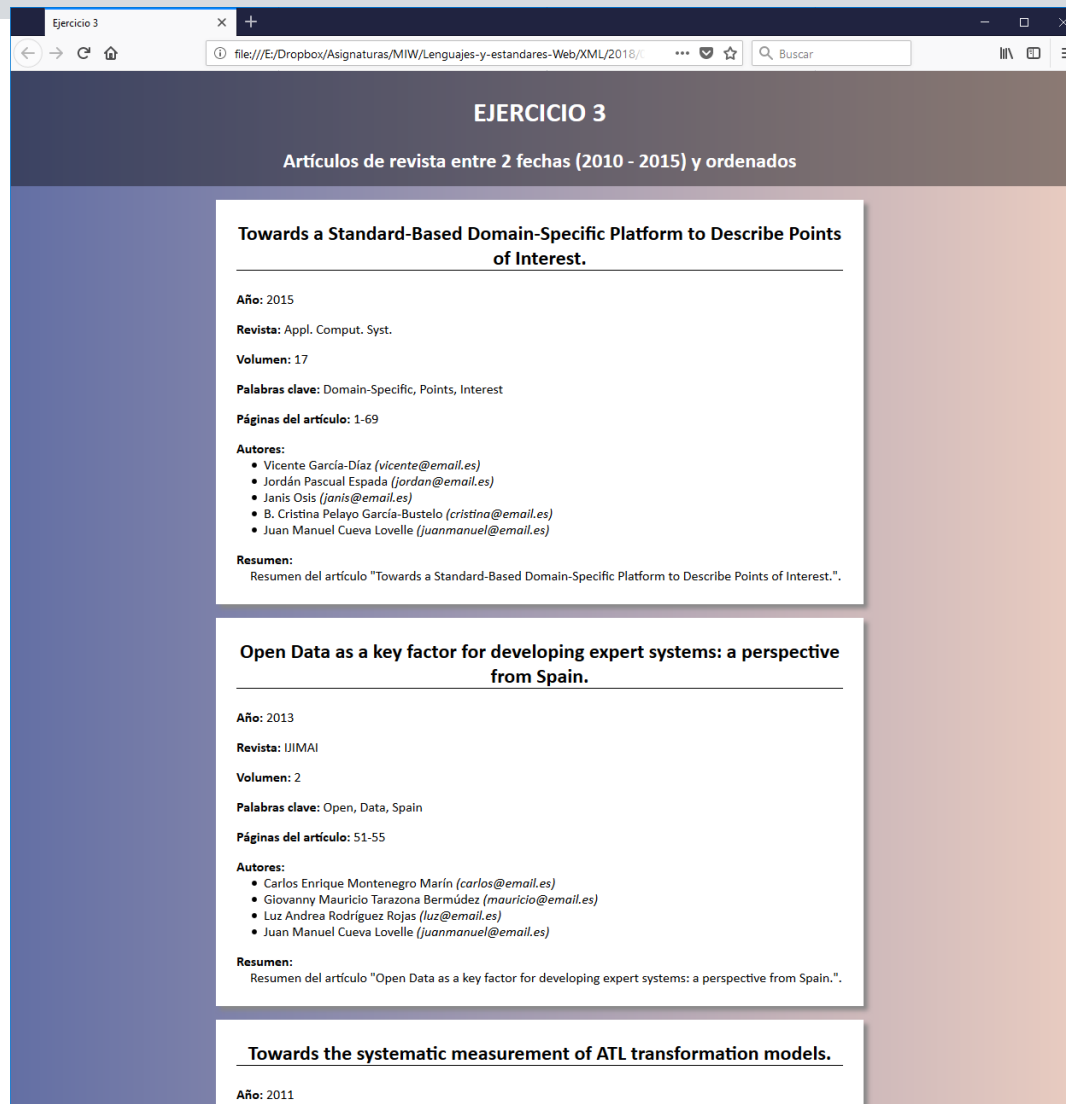 Ejercicio 3
file:///E:/Dropbox/Asignaturas/MIW/Lenguajes-y-estandares-Web/XML/2018/
Buscar
EJERCICIO 3
Artículos de revista entre 2 fechas (2010 - 2015) y ordenados
Towards a Standard-Based Domain-Specific Platform to Describe Points
of Interest.
Año: 2015
Revista: Appl. Comput. Syst.
Volumen: 17
Palabras clave: Domain-Specific, Points, Interest
Páginas del artículo: 1-69
Autores:
• Vicente García-Díaz (vicente@email.es)
• Jordán Pascual Espada (jordan@email.es)
• Janis Osis (janis@email.es)
• B. Cristina Pelayo García-Bustelo (cristina@email.es)
• Juan Manuel Cueva Lovelle (juanmanuel@email.es)
Resumen:
Resumen del artículo "Towards a Standard-Based Domain-Specific Platform to Describe Points of Interest.".
Open Data as a key factor for developing expert systems: a perspective
from Spain.
Año: 2013
Revista: IJIMAI
Volumen: 2
Palabras clave: Open, Data, Spain
Páginas del artículo: 51-55
Autores:
• Carlos Enrique Montenegro Marín (carlos@email.es)
• Giovanny Mauricio Tarazona Bermúdez (mauricio@email.es)
• Luz Andrea Rodríguez Rojas (luz@email.es)
• Juan Manuel Cueva Lovelle (juanmanuel@email.es)
Resumen:
Resumen del artículo "Open Data as a key factor for developing expert systems: a perspective from Spain.".
Towards the systematic measurement of ATL transformation models.
Año: 2011